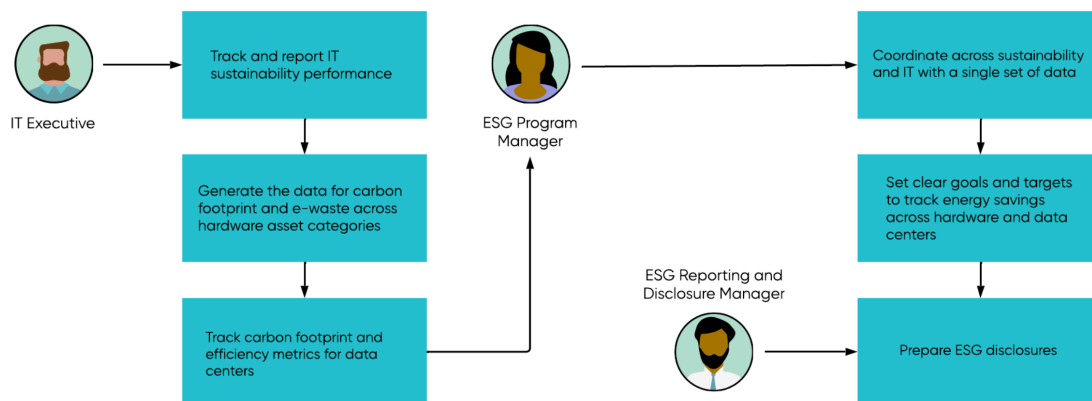 IT Executive
Track and report IT
sustainability performance
Generate the data for carbon
footprint and e-waste across
hardware asset categories
Track carbon footprint and
efficiency metrics for data
centers
ESG Program
Manager
Coordinate across sustainability
and IT with a single set of data
Set clear goals and targets
to track energy savings
across hardware and data
centers
ESG Reporting and
Disclosure Manager
Prepare ESG disclosures